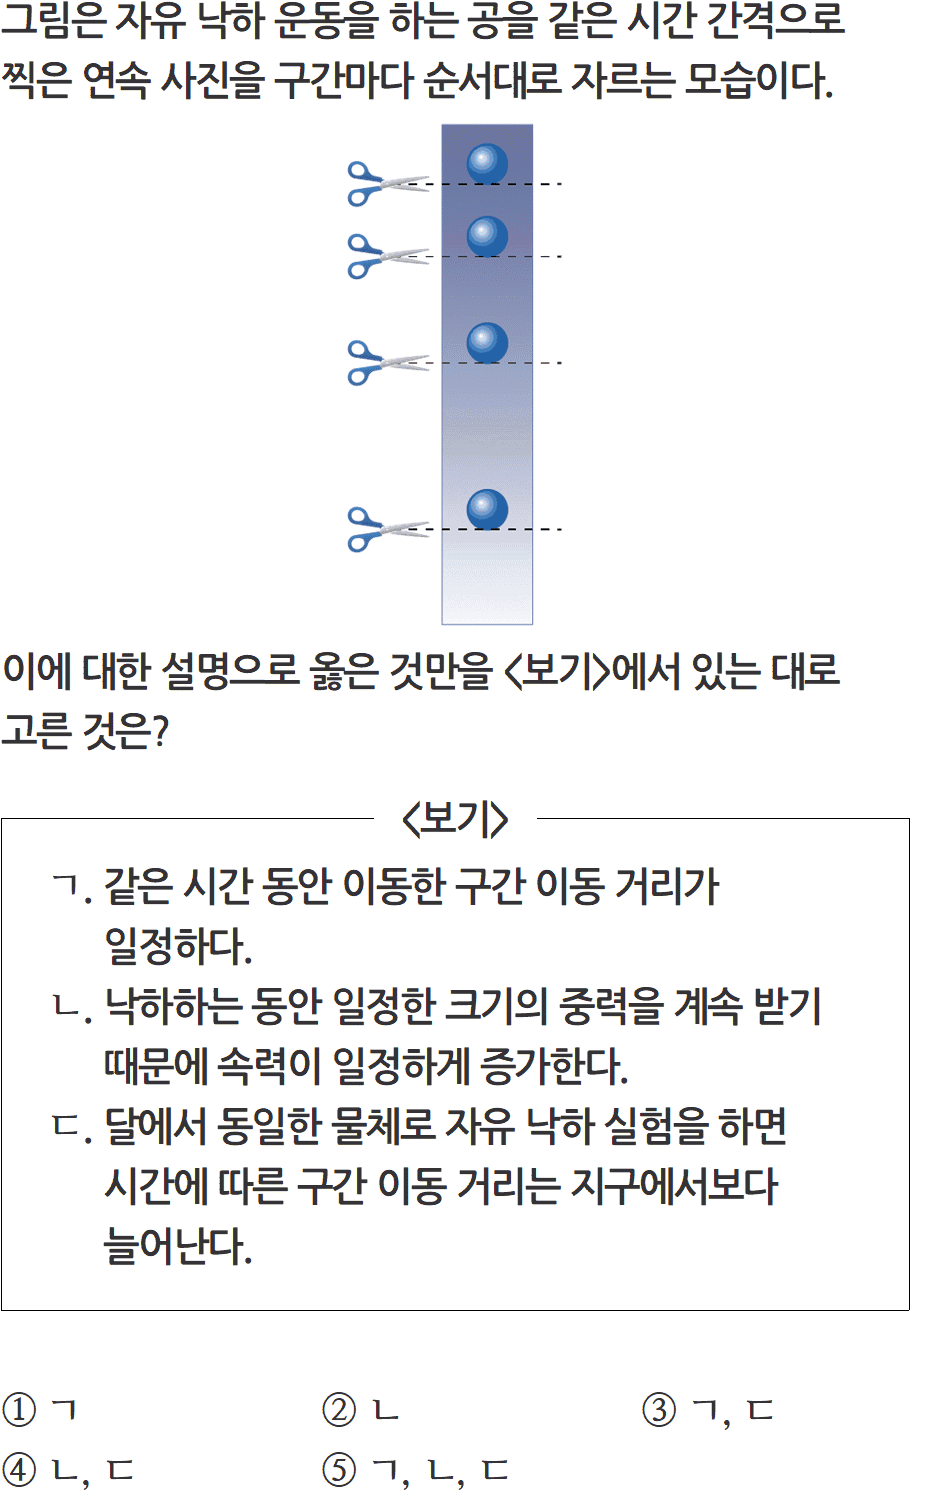 그림은 자유 낙하 운동을 하는 공을 같은 시간 간격으로
찍은 연속 사진을 구간마다 순서대로 자르는 모습이다.
이에 대한 설명으로 옳은 것만을 <보기>에서 있는 대로
고른 것은?
<보기>
ㄱ. 같은 시간 동안 이동한 구간 이동 거리가
일정하다.
ㄴ. 낙하하는 동안 일정한 크기의 중력을 계속 받기
때문에 속력이 일정하게 증가한다.
ㄷ. 달에서 동일한 물체로 자유 낙하 실험을 하면
시간에 따른 구간 이동 거리는 지구에서보다
늘어난다.
① ㄱ ② ㄴ ③ ㄱ, ㄷ
④ ㄴ, ㄷ ⑤ ㄱ, ㄴ, ㄷ